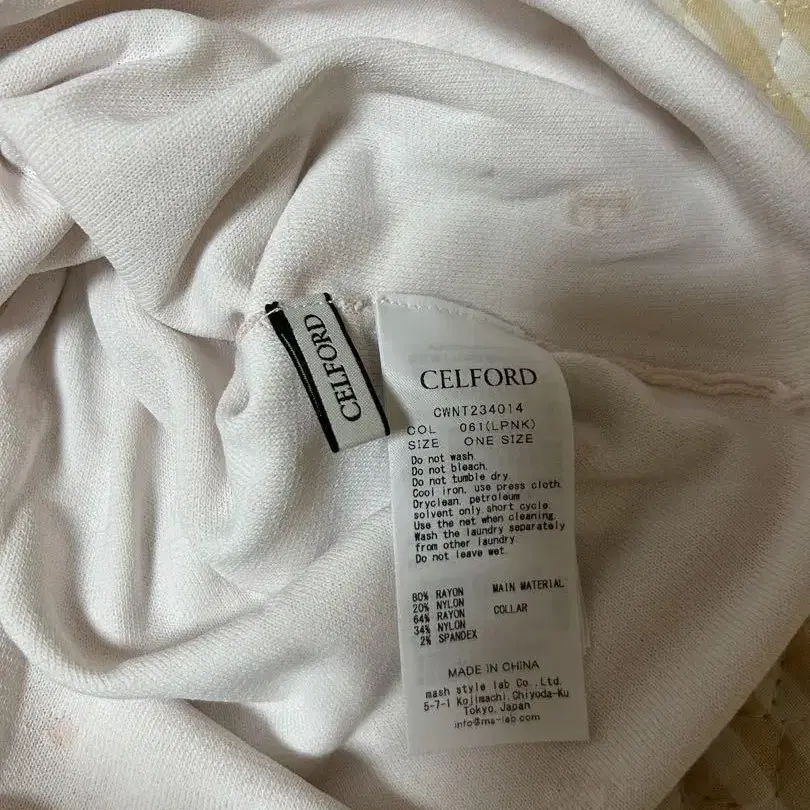 CELFORD
CELFORD
CWNT234014
COL 061(LPNK)
SIZE ONE SIZE
Do not wash.
Do not bleach.
Do not tumble dry.
Cool iron, use press cloth.
Dryclean, petroleum
solvent only, short cycle.
Use the net when cleaning.
Wash the laundry separately
from other laundry.
Do not leave wet.
80% RAYON MAIN MATERIAL
20% NYLON
64% RAYON COLLAR
34% NYLON
2% SPANDEX
MADE IN CHINA
mash style lab Co., Ltd.
5-7-1 Kojimachi, Chiyoda-Ku
Tokyo, Japan
info@ms-lab.com